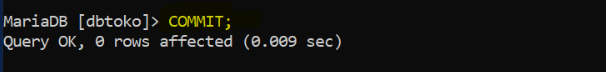 MariaDB [dbtoko]> COMMIT;
Query OK, 0 rows affected (0.009 sec)